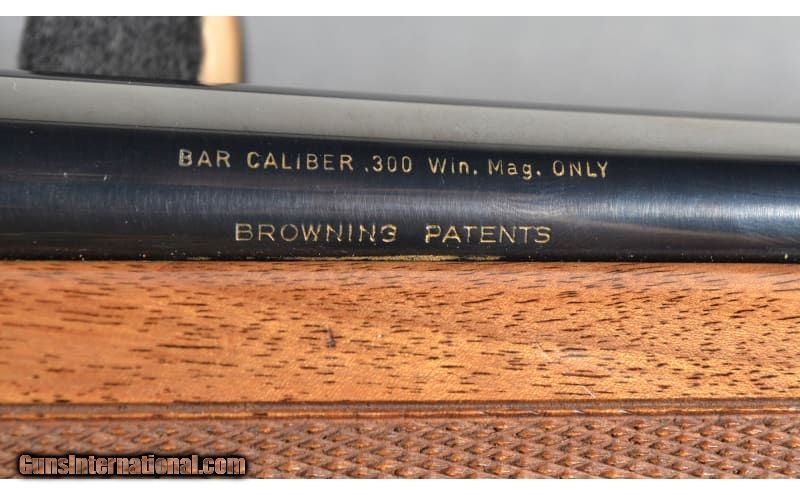 BAR CALIBER .300 Win. Mag. ONLY
BROWNING PATENTS
GunsInternational.com